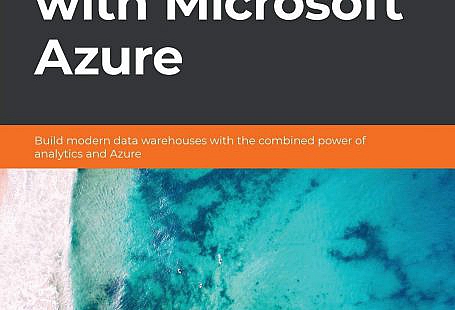 with Microsoft
Azure
Build modern data warehouses with the combined power of
analytics and Azure